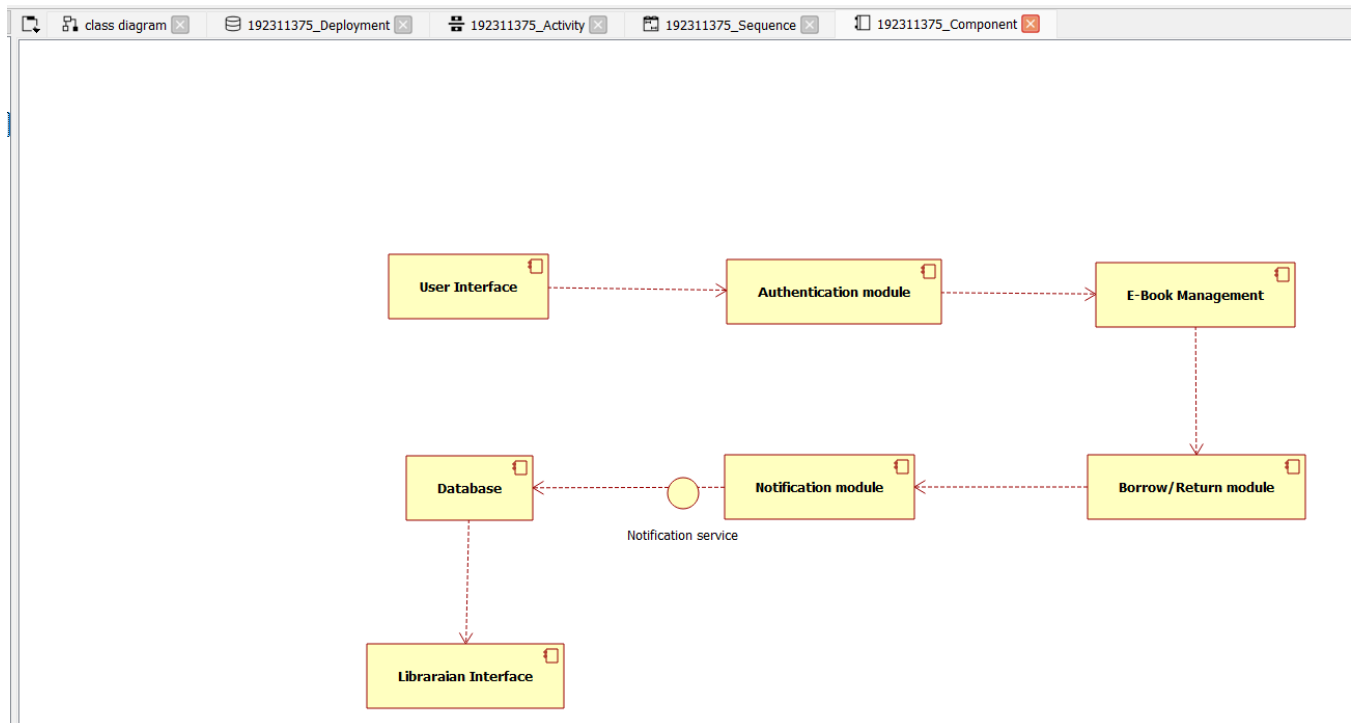 class diagram
192311375_Deployment
192311375_Activity
192311375_Sequence
192311375_Component
User Interface
Authentication module
E-Book Management
Database
Notification module
Borrow/Return module
Notification service
Libraraian Interface